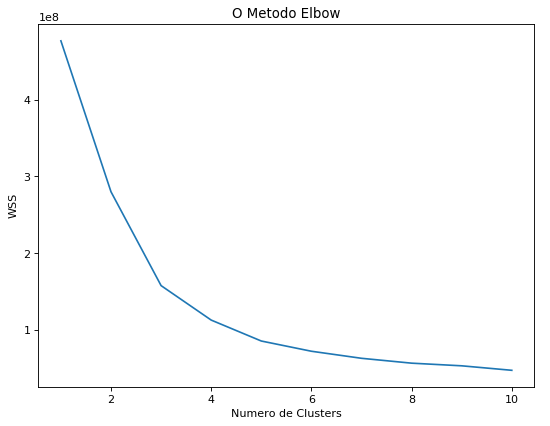 O Metodo Elbow
1e8
4
3
2
1
WSS
2 4 6 8 10
Numero de Clusters